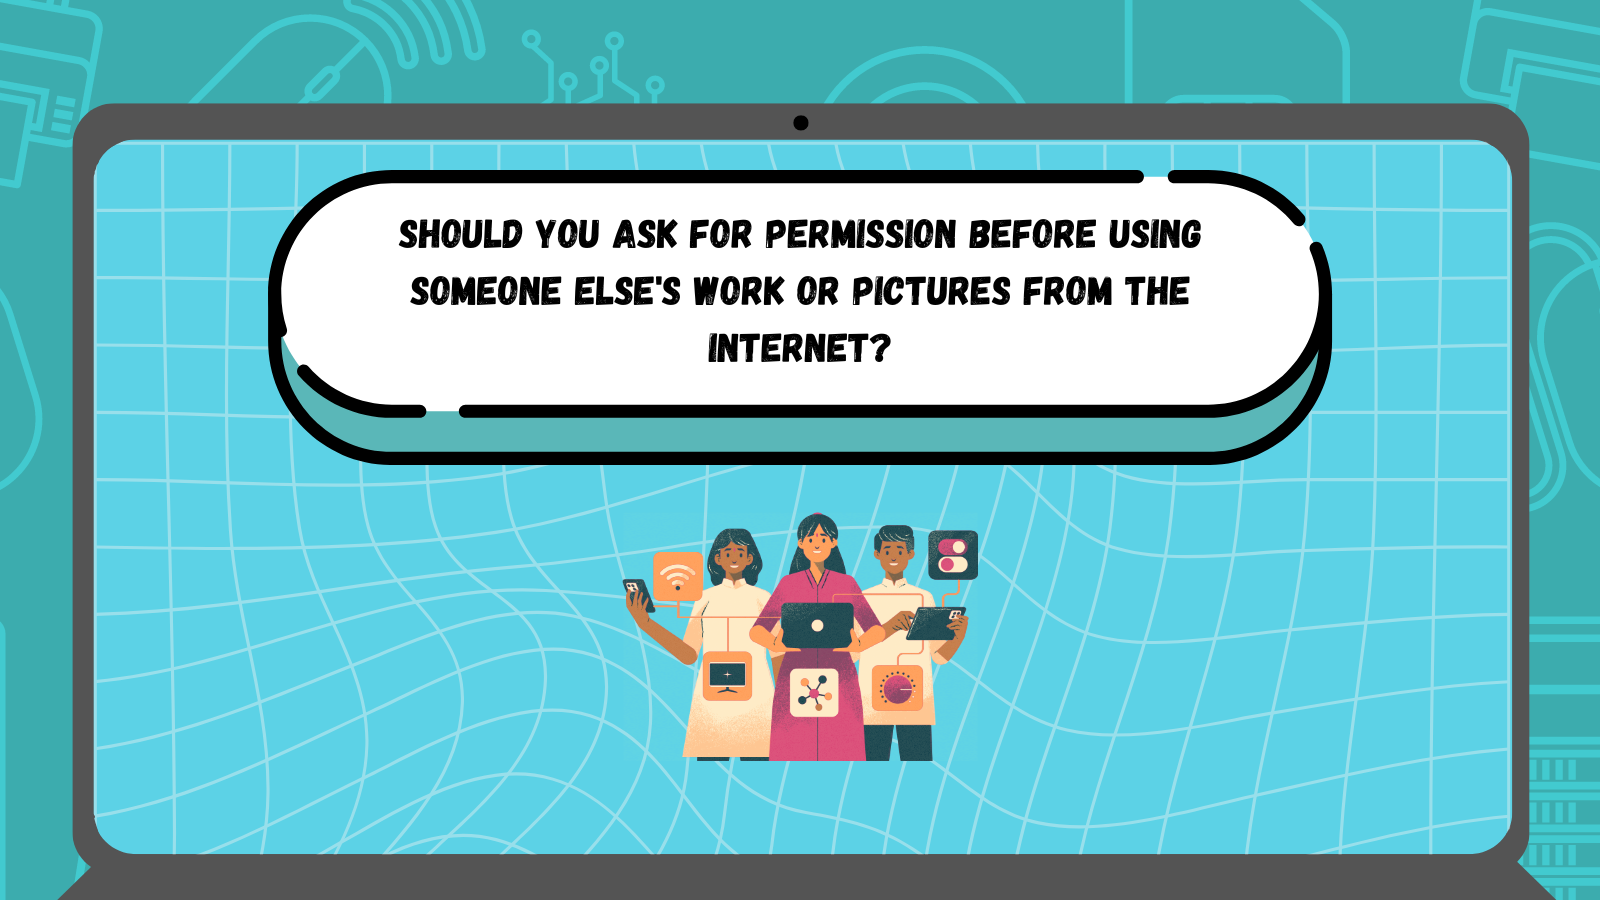 SHOULD YOU ASK FOR PERMISSION BEFORE USING
SOMEONE ELSE'S WORK OR PICTURES FROM THE
INTERNET?